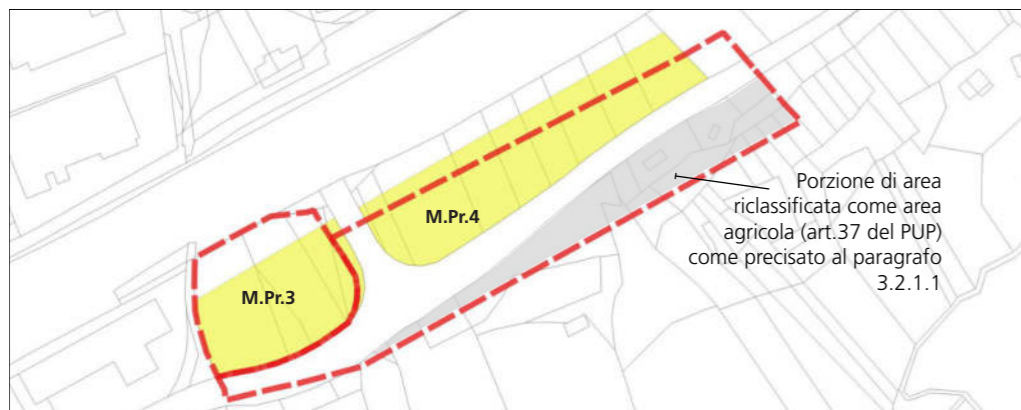 M.Pr.4
M.Pr.3
Porzione di area
riclassificata come area
agricola (art.37 del PUP)
come precisato al paragrafo
3.2.1.1